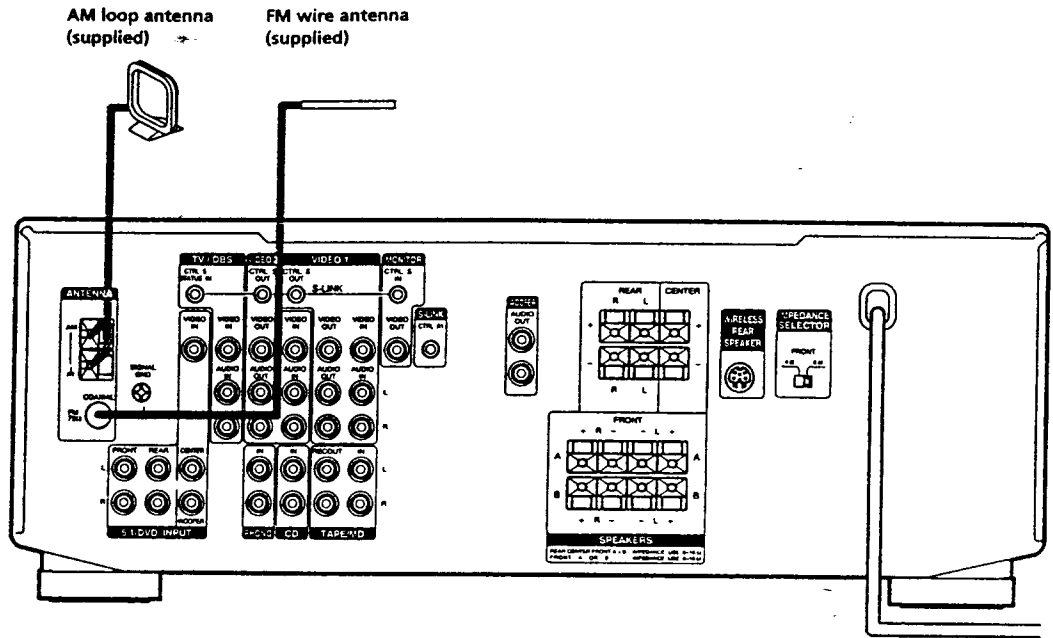 AM loop antenna
(supplied)
FM wire antenna
(supplied)
TV / DBS
VIDEO 1
MONITOR
CTRL S
STATUS IN
CTRL S
OUT
CTRL S
OUT
CTRL S
IN
S-LINK
ANTENNA
AM
SIGNAL
GND
COAXIAL
FM
75Ω
VIDEO
IN
VIDEO
IN
VIDEO
OUT
VIDEO
IN
VIDEO
OUT
VIDEO
IN
VIDEO
OUT
S-LINK
CTRL IN
AUDIO
IN
AUDIO
OUT
AUDIO
IN
AUDIO
OUT
AUDIO
IN
L
R
FRONT
REAR
CENTER
L
R
WOOFER
5.1/DVD INPUT
IN
IN
REC OUT
IN
L
R
PHONO
CD
TAPE/MD
AUDIO
OUT
REAR
R L
CENTER
+ +
– –
R L
FRONT
+ R – – L +
A A
B B
+ R – – L +
SPEAKERS
WIRELESS
REAR
SPEAKER
IMPEDANCE
SELECTOR
FRONT
4Ω 8Ω